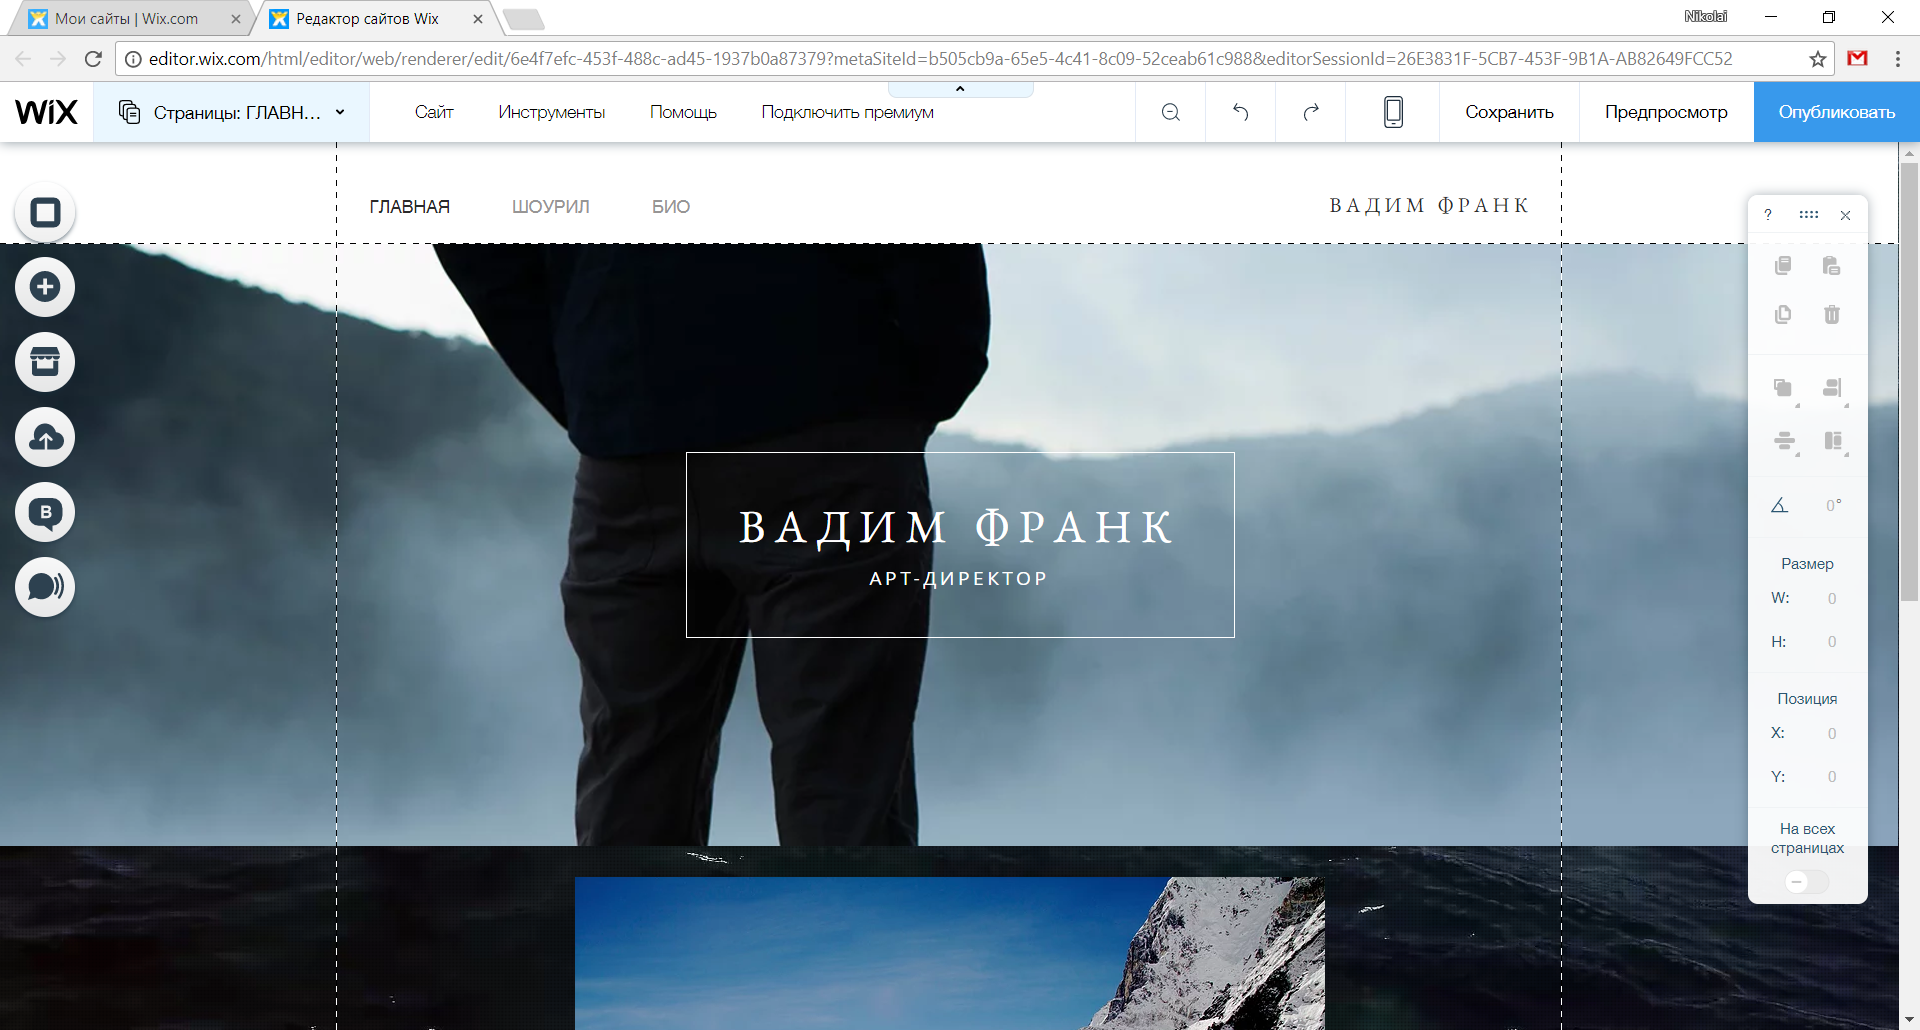 Мои сайты | Wix.com
Редактор сайтов Wix
Nikolai
editor.wix.com/html/editor/web/renderer/edit/6e4f7efc-453f-488c-ad45-1937b0a87379?metaSiteId=b505cb9a-65e5-4c41-8c09-52ceab61c988&editorSessionId=26E3831F-5CB7-453F-9B1A-AB82649FCC52
WiX
Страницы: ГЛАВН...
Сайт
Инструменты
Помощь
Подключить премиум
Сохранить
Предпросмотр
Опубликовать
ГЛАВНАЯ
ШОУРИЛ
БИО
ВАДИМ ФРАНК
?
ВАДИМ ФРАНК
АРТ-ДИРЕКТОР
B
0°
Размер
W: 0
H: 0
Позиция
X: 0
Y: 0
На всех
страницах